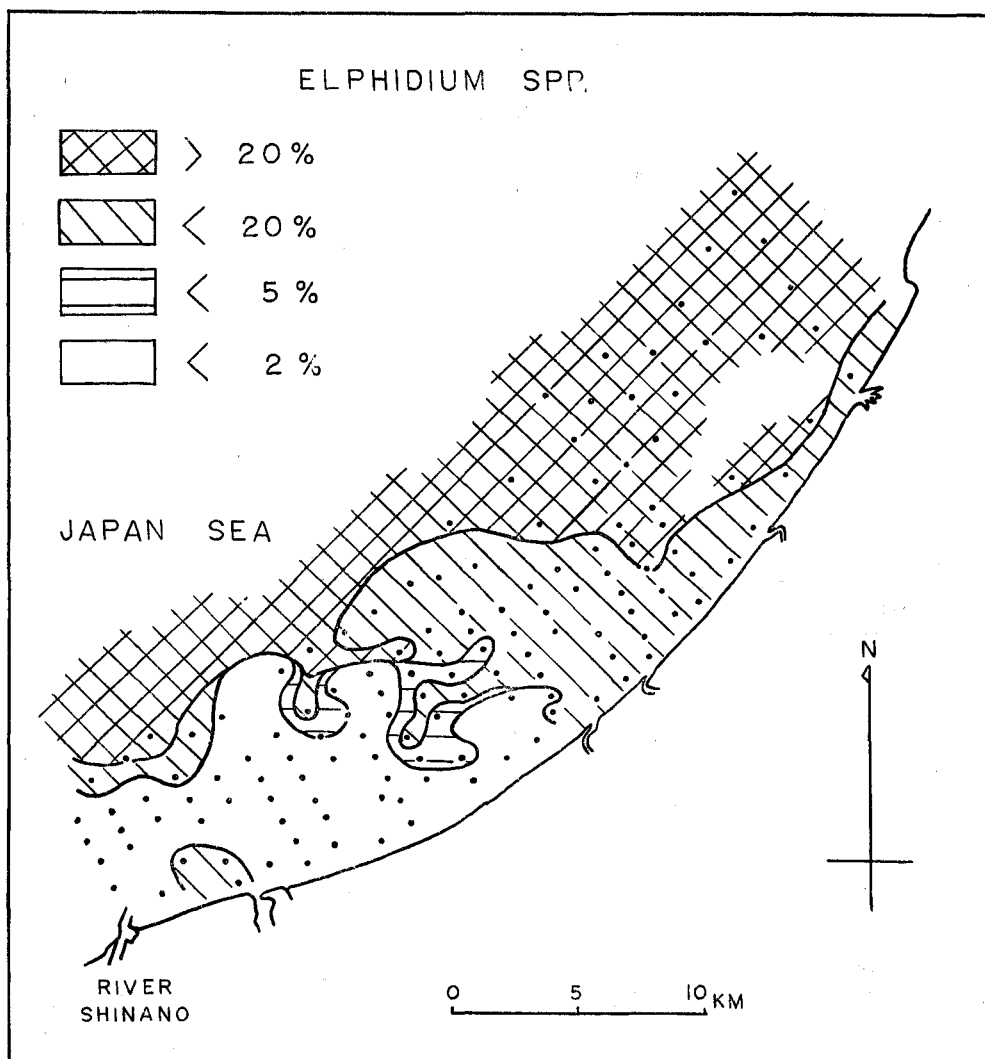 ELPHIDIUM SPP.
> 20%
< 20%
< 5%
< 2%
JAPAN SEA
N
RIVER
SHINANO
0 5 10 KM